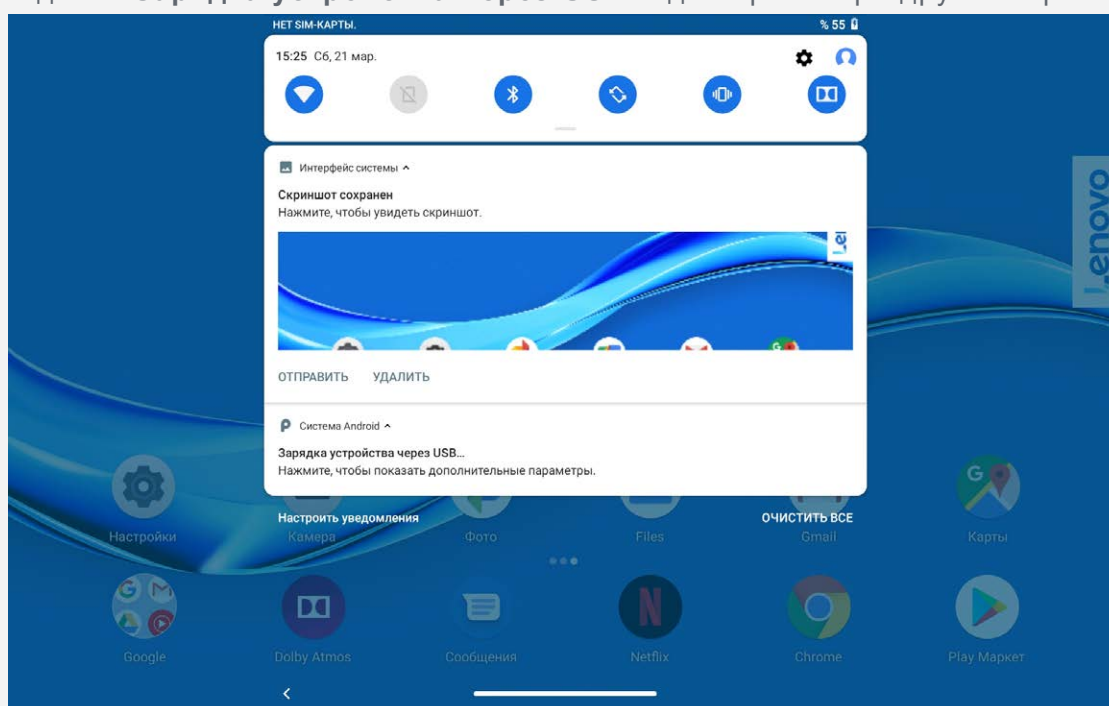 НЕТ SIM-КАРТЫ. % 55
15:25 Сб, 21 мар.
Интерфейс системы
Скриншот сохранен
Нажмите, чтобы увидеть скриншот.
ОТПРАВИТЬ УДАЛИТЬ
Система Android
Зарядка устройства через USB...
Нажмите, чтобы показать дополнительные параметры.
Настроить уведомления ОЧИСТИТЬ ВСЕ
Lenovo
Настройки Камера Фото Files Gmail Карты
Google Dolby Atmos Сообщения Netflix Chrome Play Маркет